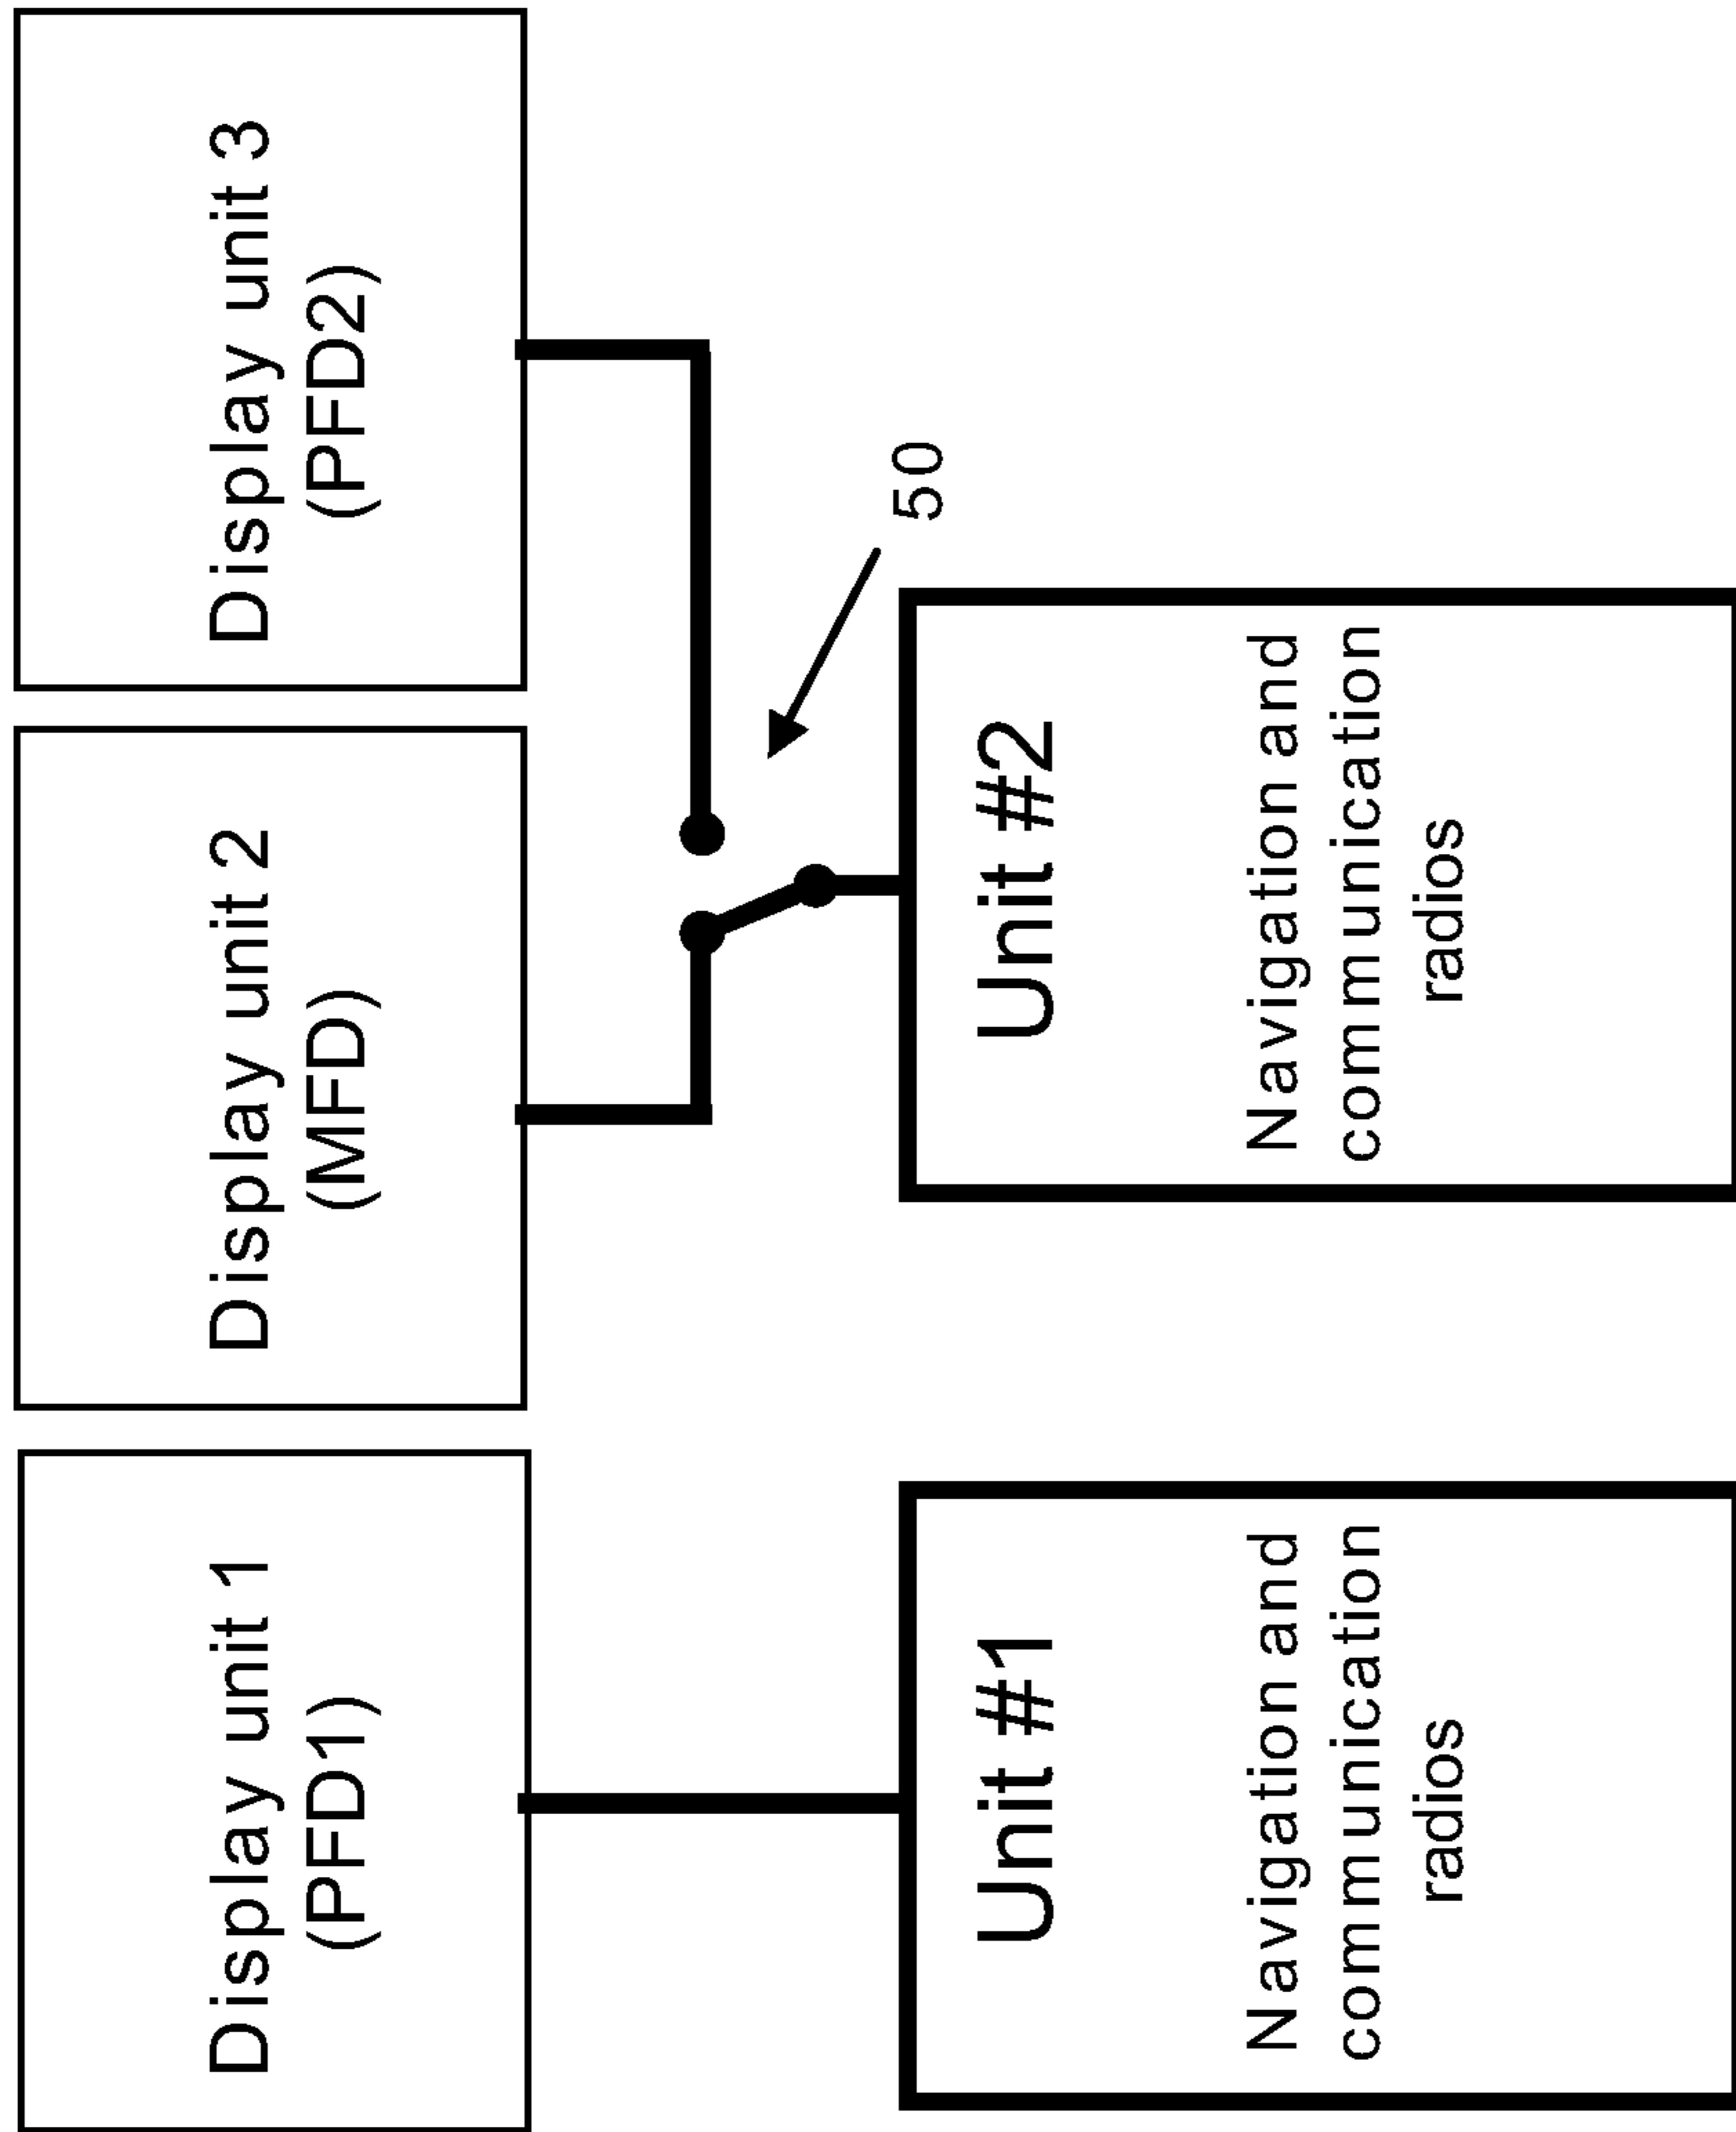 Display unit 1
(PFD1)
Display unit 2
(MFD)
Display unit 3
(PFD2)
50
Unit #1
Navigation and
communication
radios
Unit #2
Navigation and
communication
radios